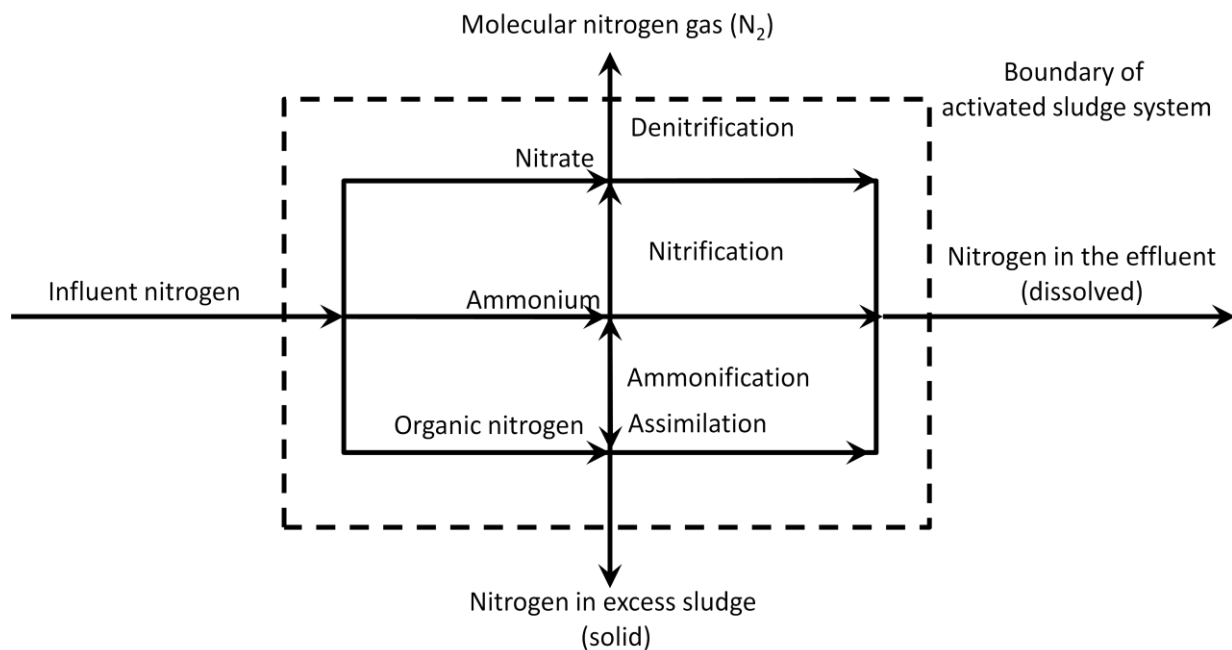 Molecular nitrogen gas (N₂)
Boundary of
activated sludge system
Denitrification
Nitrate
Nitrification
Influent nitrogen
Ammonium
Nitrogen in the effluent
(dissolved)
Ammonification
Organic nitrogen
Assimilation
Nitrogen in excess sludge
(solid)